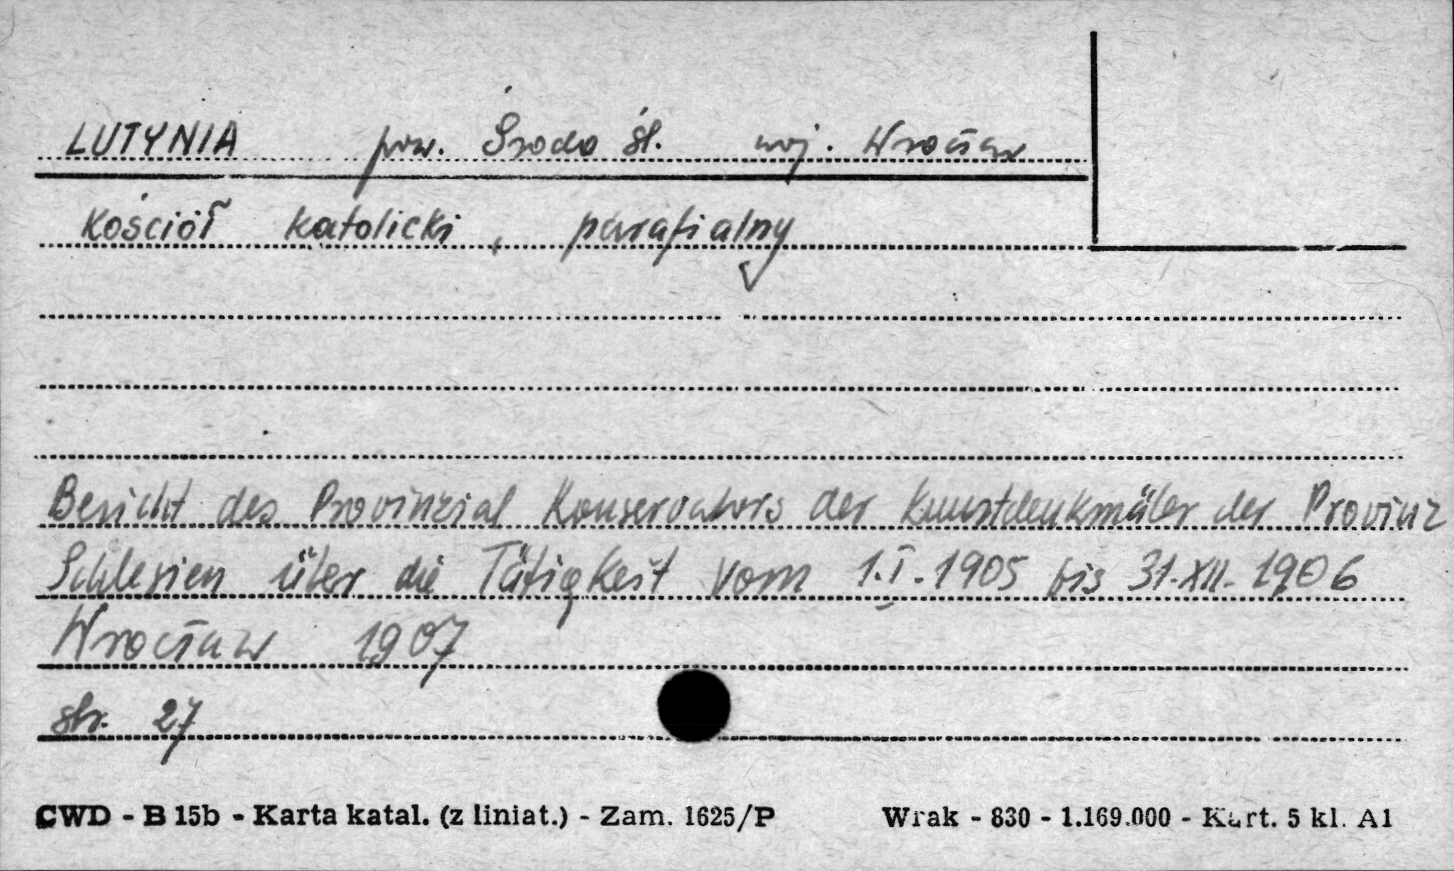 LUTYNIA pow. Środa Śl. woj. Wrocław
Kościół katolicki, parafialny
Bericht des Provinzial Konservators der Kunstdenkmäler der Provinz
Schlesien über die Tätigkeit vom 1.I.1905 bis 31.XII.1906
Wrocław 1907
str. 27
CWD - B 15b - Karta katal. (z liniat.) - Zam. 1625/P Wrak - 830 - 1.169.000 - Kart. 5 kl. A1